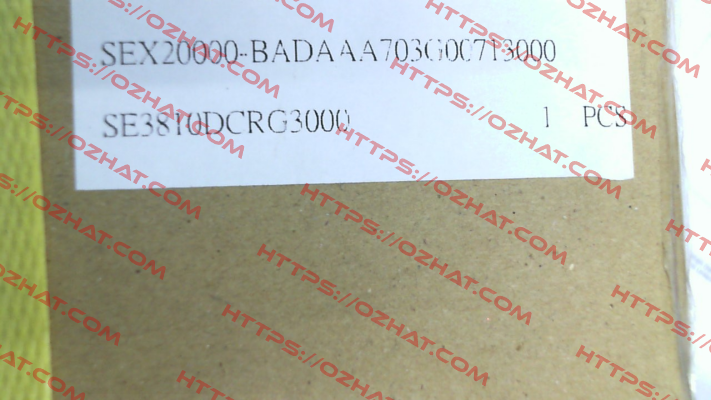 SEX20000-BADAAA703G00713000
SE3810DCRG3000 1 PCS
HTTPS://OZHAT.COM